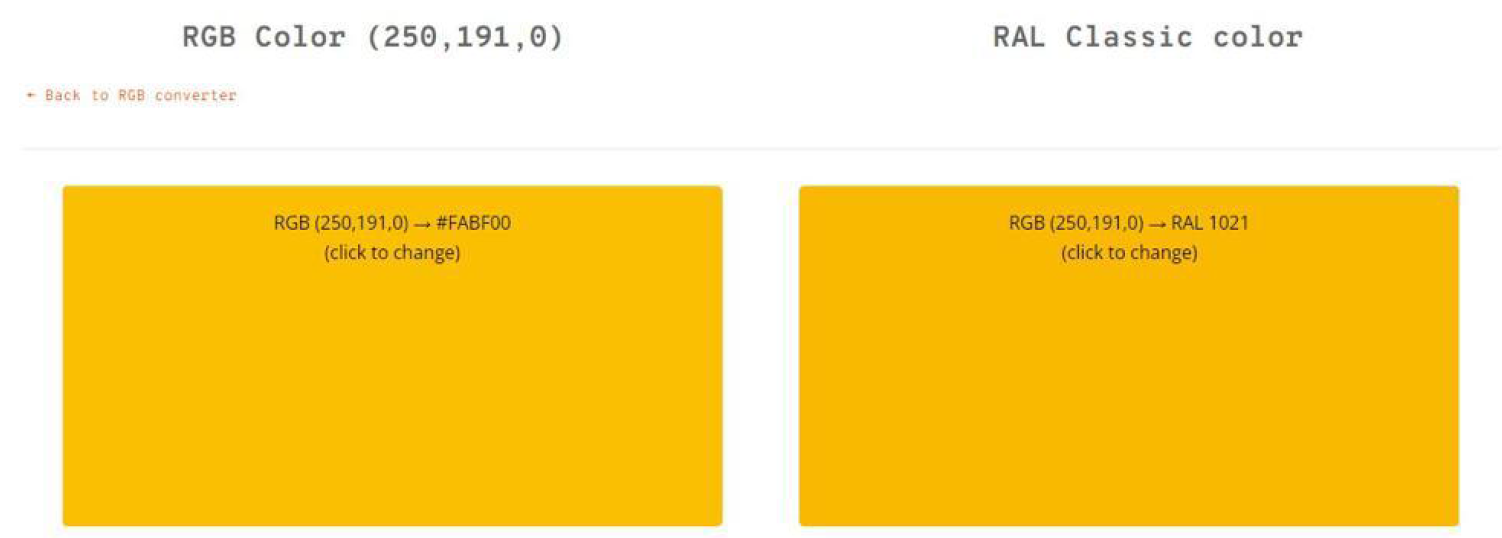 RGB Color (250,191,0)
RAL Classic color
← Back to RGB converter
RGB (250,191,0) → #FABF00
(click to change)
RGB (250,191,0) → RAL 1021
(click to change)